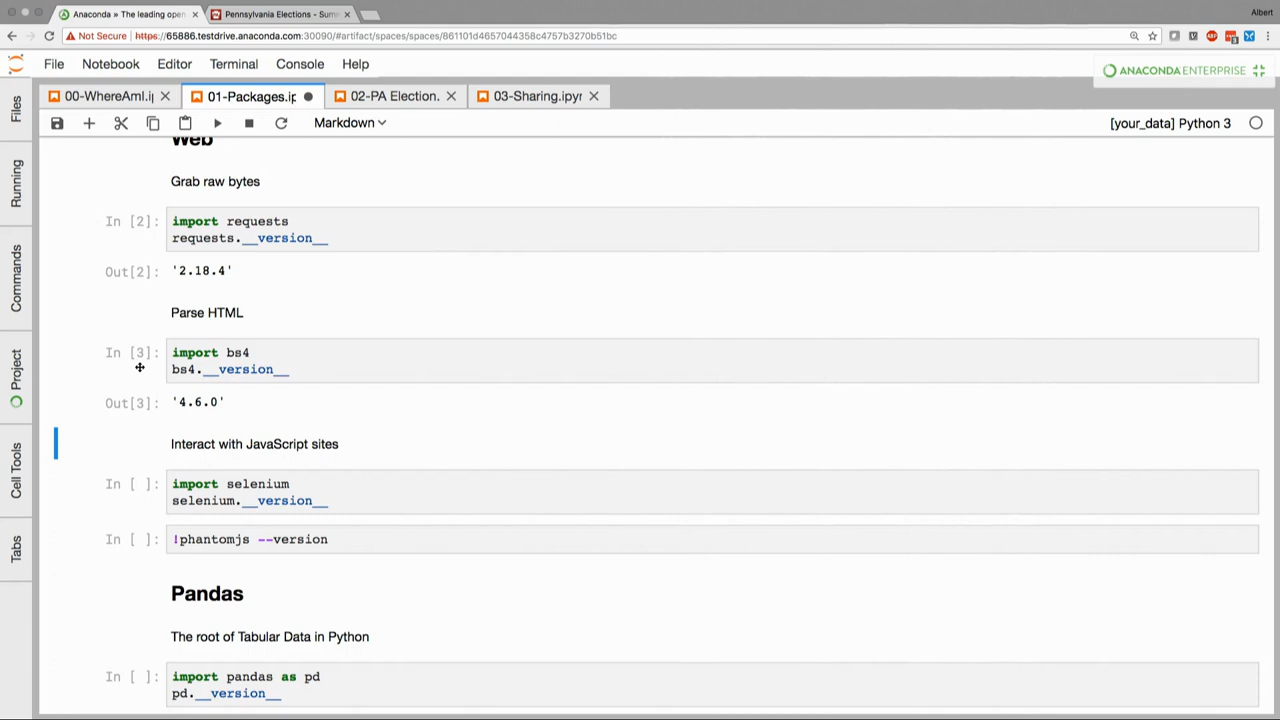 Anaconda » The leading open
Pennsylvania Elections - Sum
Albert
Not Secure | https://65886.testdrive.anaconda.com:30090/#artifact/spaces/spaces/861101d4657044358c4757b3270b51bc
File Notebook Editor Terminal Console Help
ANACONDA ENTERPRISE
00-WhereAmI.i
01-Packages.ip
02-PA Election.
03-Sharing.ipyr
Markdown
[your_data] Python 3
Files
Running
Commands
Project
Cell Tools
Tabs
Web
Grab raw bytes
In [2]: import requests
requests.__version__
Out[2]: '2.18.4'
Parse HTML
In [3]: import bs4
bs4.__version__
Out[3]: '4.6.0'
Interact with JavaScript sites
In [ ]: import selenium
selenium.__version__
In [ ]: !phantomjs --version
Pandas
The root of Tabular Data in Python
In [ ]: import pandas as pd
pd.__version__